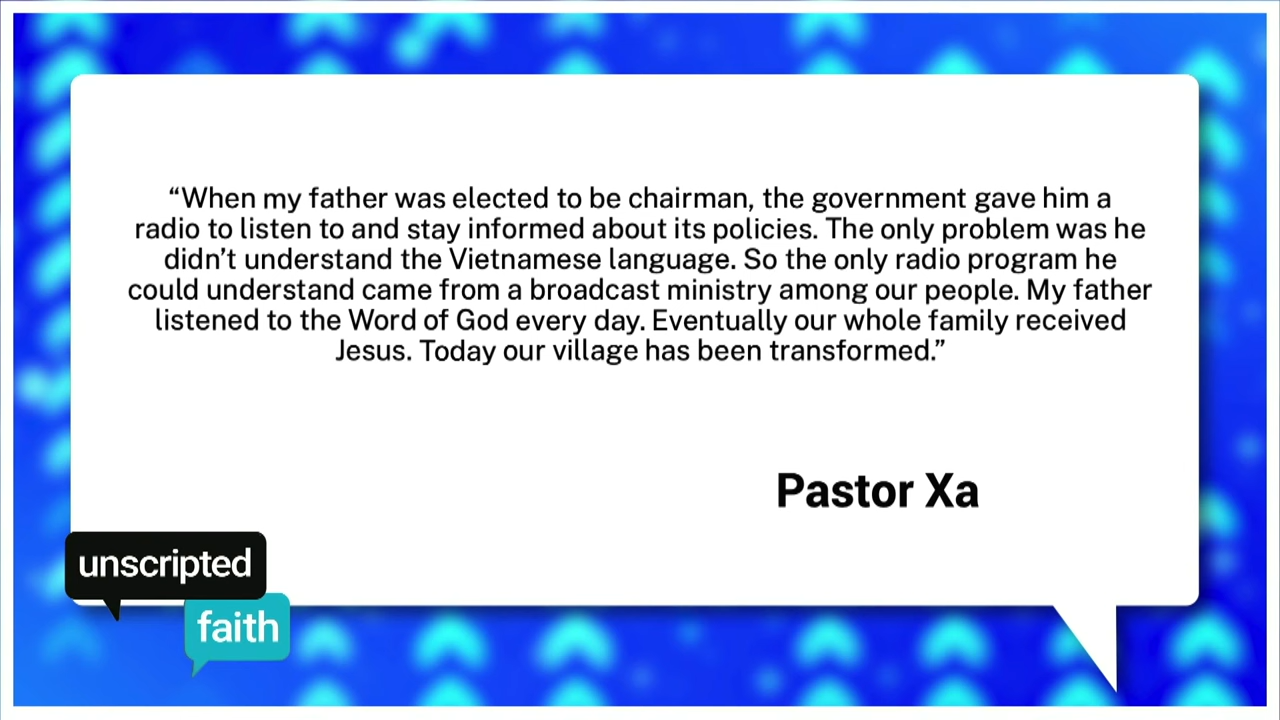 “When my father was elected to be chairman, the government gave him a
radio to listen to and stay informed about its policies. The only problem was he
didn’t understand the Vietnamese language. So the only radio program he
could understand came from a broadcast ministry among our people. My father
listened to the Word of God every day. Eventually our whole family received
Jesus. Today our village has been transformed.”
Pastor Xa
unscripted
faith